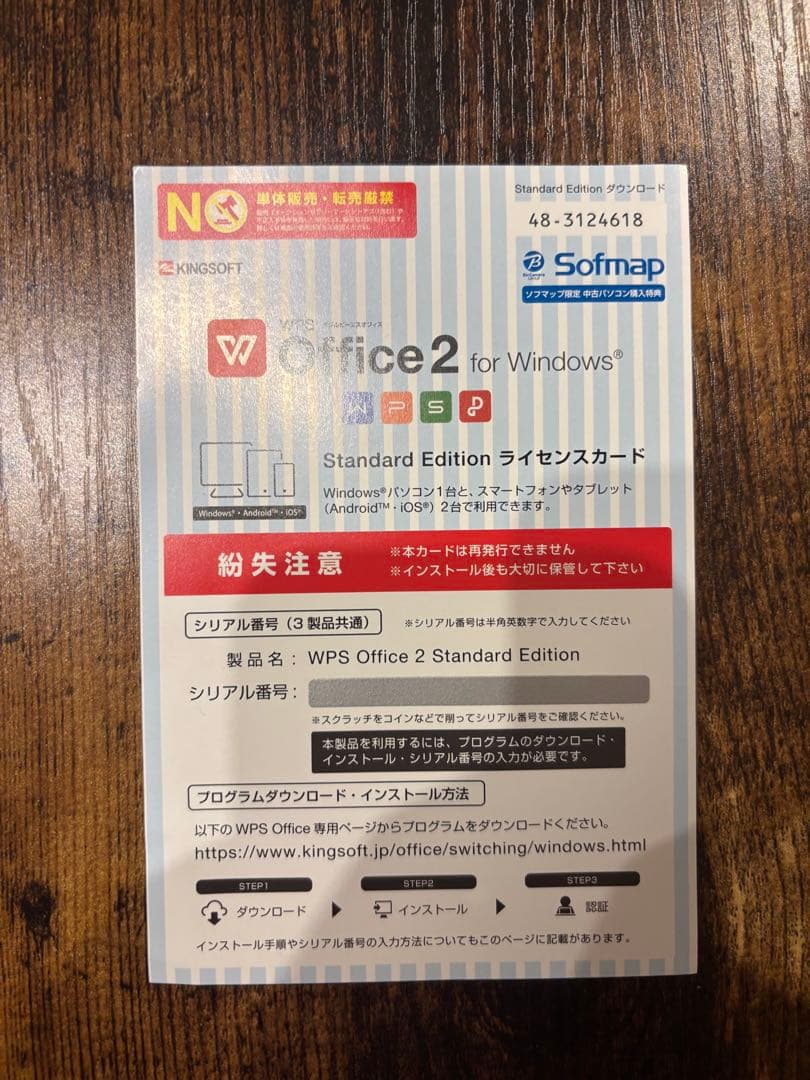 NO 単体販売・転売厳禁
Standard Edition ダウンロード
48-3124618
KINGSOFT
Sofmap
ソフマップ限定 中古パソコン購入特典
WPS
Office 2 for Windows®
W P S
Standard Edition ライセンスカード
Windows®パソコン1台と、スマートフォンやタブレット
(Android™・iOS®) 2台で利用できます。
Windows®・Android™・iOS®
紛失注意
※本カードは再発行できません
※インストール後も大切に保管して下さい
シリアル番号（3製品共通）
※シリアル番号は半角英数字で入力してください
製品名：WPS Office 2 Standard Edition
シリアル番号：
※スクラッチをコインなどで削ってシリアル番号をご確認ください。
本製品を利用するには、プログラムのダウンロード・
インストール・シリアル番号の入力が必要です。
プログラムダウンロード・インストール方法
以下の WPS Office 専用ページからプログラムをダウンロードください。
https://www.kingsoft.jp/office/switching/windows.html
STEP1 STEP2 STEP3
ダウンロード インストール 認証
インストール手順やシリアル番号の入力方法についてもこのページに記載があります。